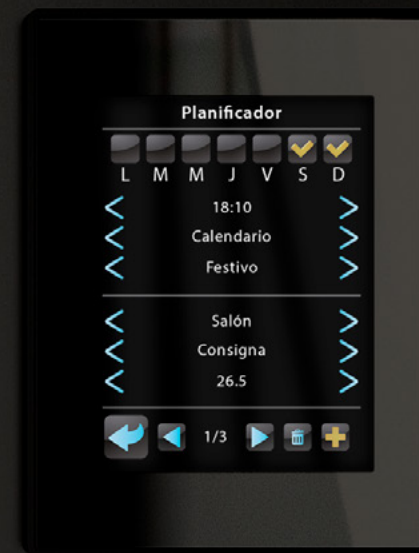 Planificador
L M M J V S D
18:10
Calendario
Festivo
Salón
Consigna
26.5
1/3